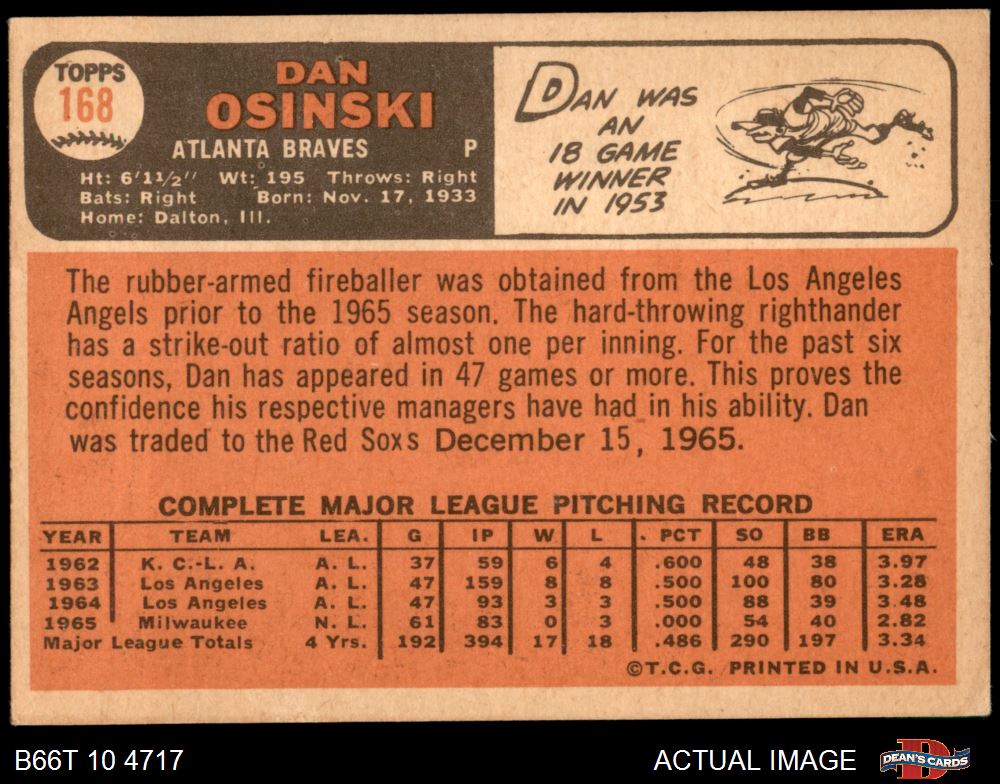 TOPPS
168
DAN
OSINSKI
ATLANTA BRAVES P
Ht: 6'11/2" Wt: 195 Throws: Right
Bats: Right Born: Nov. 17, 1933
Home: Dalton, Ill.
DAN WAS
AN
18 GAME
WINNER
IN 1953
The rubber-armed fireballer was obtained from the Los Angeles
Angels prior to the 1965 season. The hard-throwing righthander
has a strike-out ratio of almost one per inning. For the past six
seasons, Dan has appeared in 47 games or more. This proves the
confidence his respective managers have had in his ability. Dan
was traded to the Red Soxs December 15, 1965.
COMPLETE MAJOR LEAGUE PITCHING RECORD
YEAR TEAM LEA. G IP W L PCT SO BB ERA
1962 K. C.-L. A. A. L. 37 59 6 4 .600 48 38 3.97
1963 Los Angeles A. L. 47 159 8 8 .500 100 80 3.28
1964 Los Angeles A. L. 47 93 3 3 .500 88 39 3.48
1965 Milwaukee N. L. 61 83 0 3 .000 54 40 2.82
Major League Totals 4 Yrs. 192 394 17 18 .486 290 197 3.34
©T.C.G. PRINTED IN U.S.A.
B66T 10 4717
ACTUAL IMAGE
DEAN'S CARDS